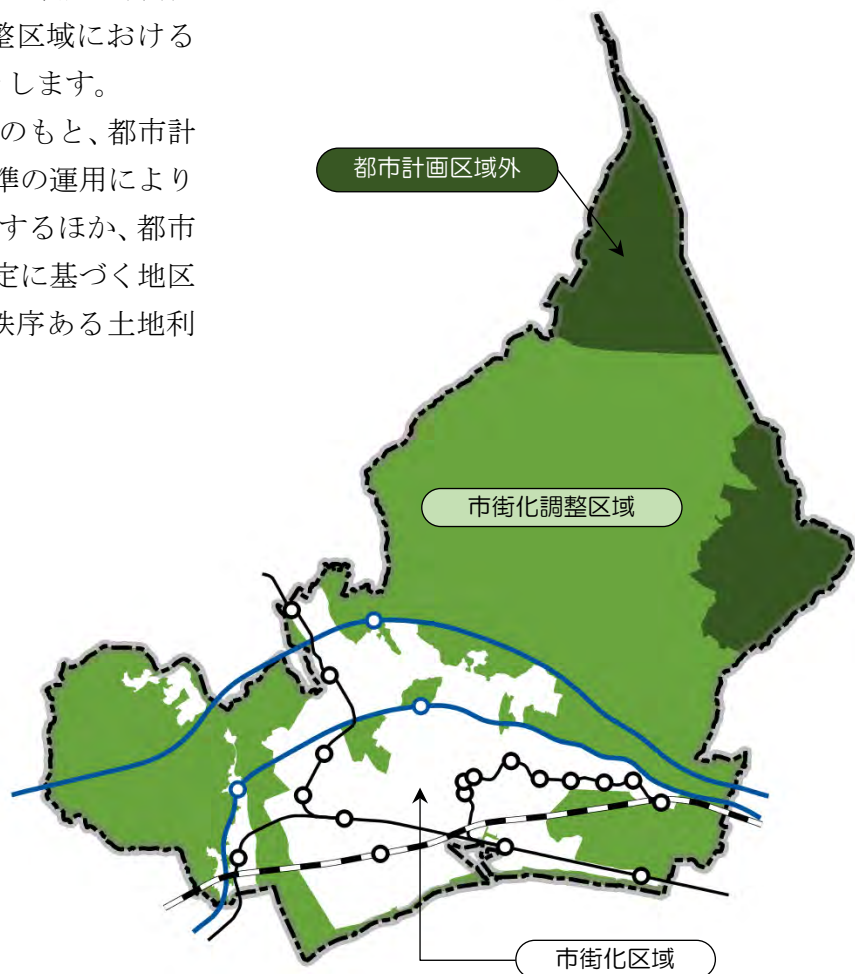 整区域における
します。
のもと、都市計
準の運用により
するほか、都市
定に基づく地区
秩序ある土地利
都市計画区域外
市街化調整区域
市街化区域